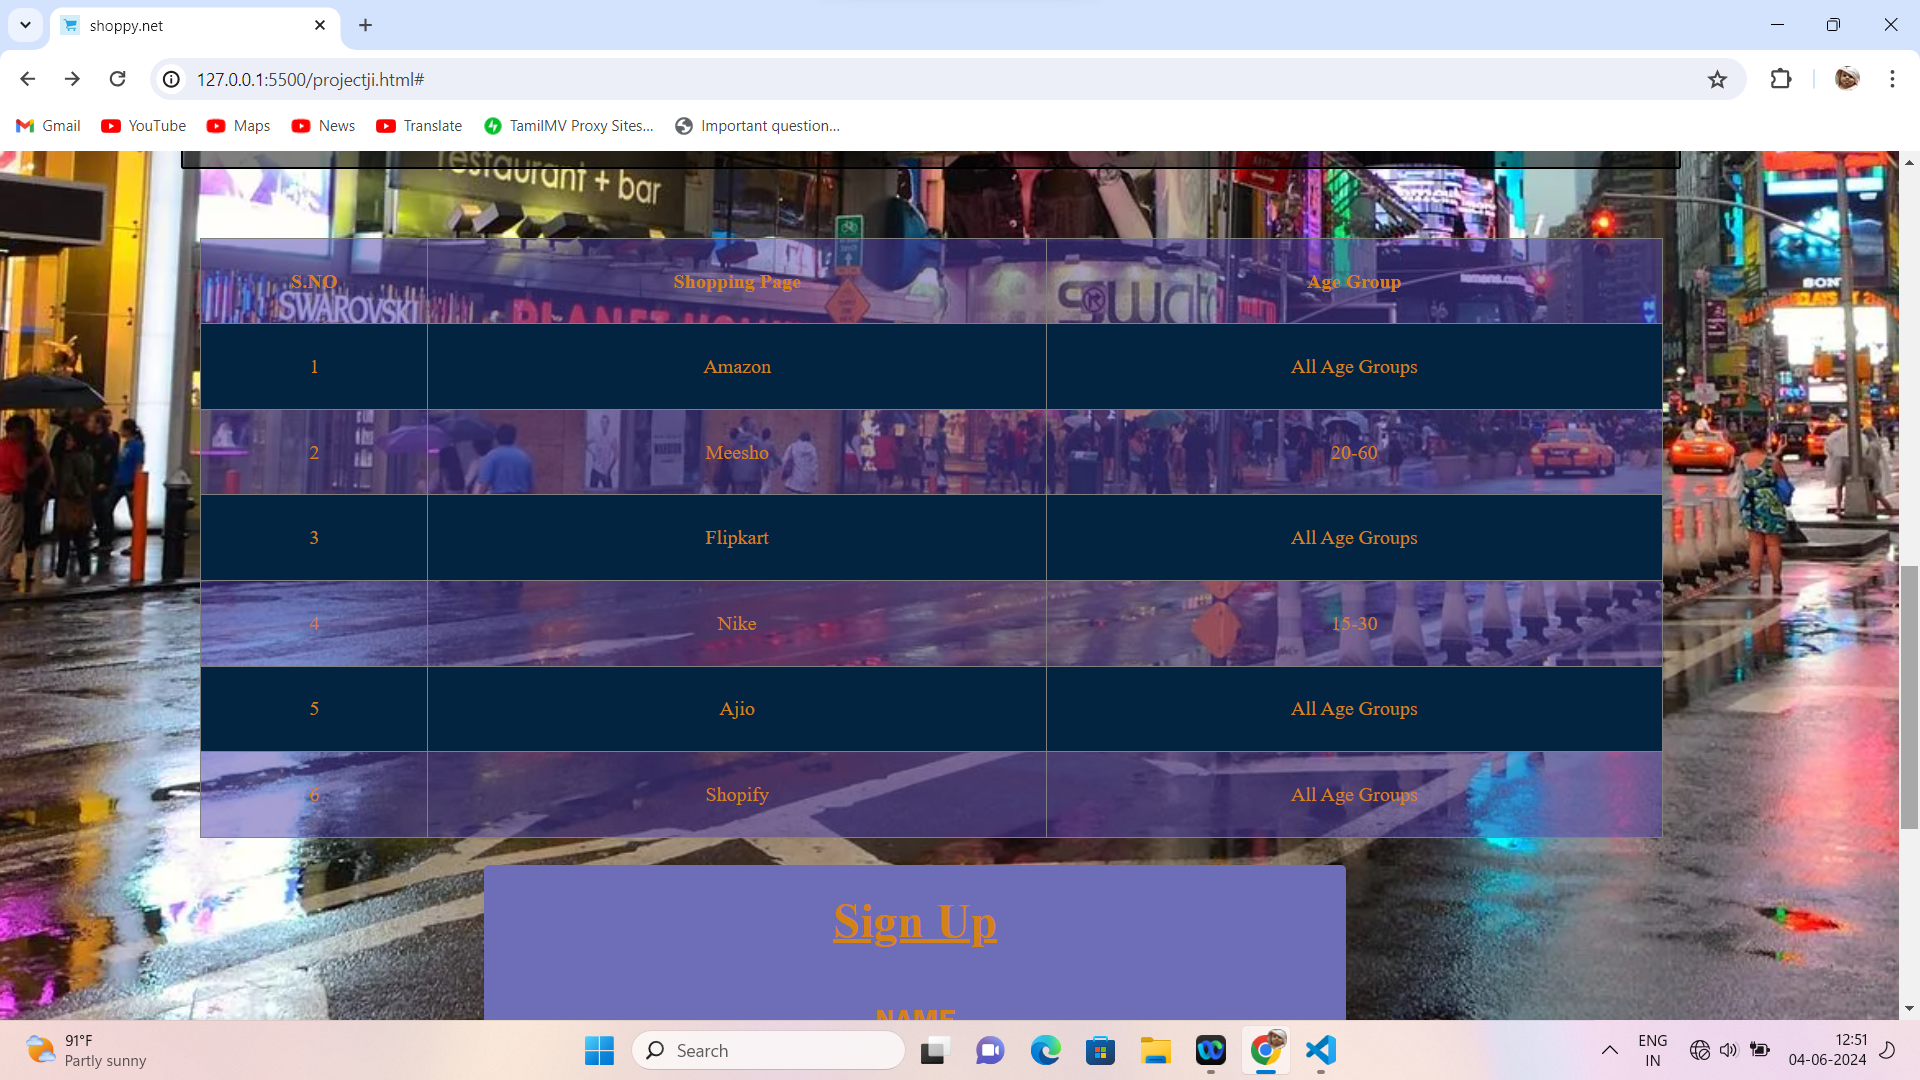 shoppy.net
127.0.0.1:5500/projectji.html#
Gmail YouTube Maps News Translate TamilMV Proxy Sites... Important question...
restaurant + bar
S.NO Shopping Page Age Group
SWAROVSKI
PLANET
SONY
1 Amazon All Age Groups
2 Meesho 20-60
3 Flipkart All Age Groups
4 Nike 15-30
5 Ajio All Age Groups
6 Shopify All Age Groups
Sign Up
NAME
91°F
Partly sunny
Search
ENG
IN
12:51
04-06-2024